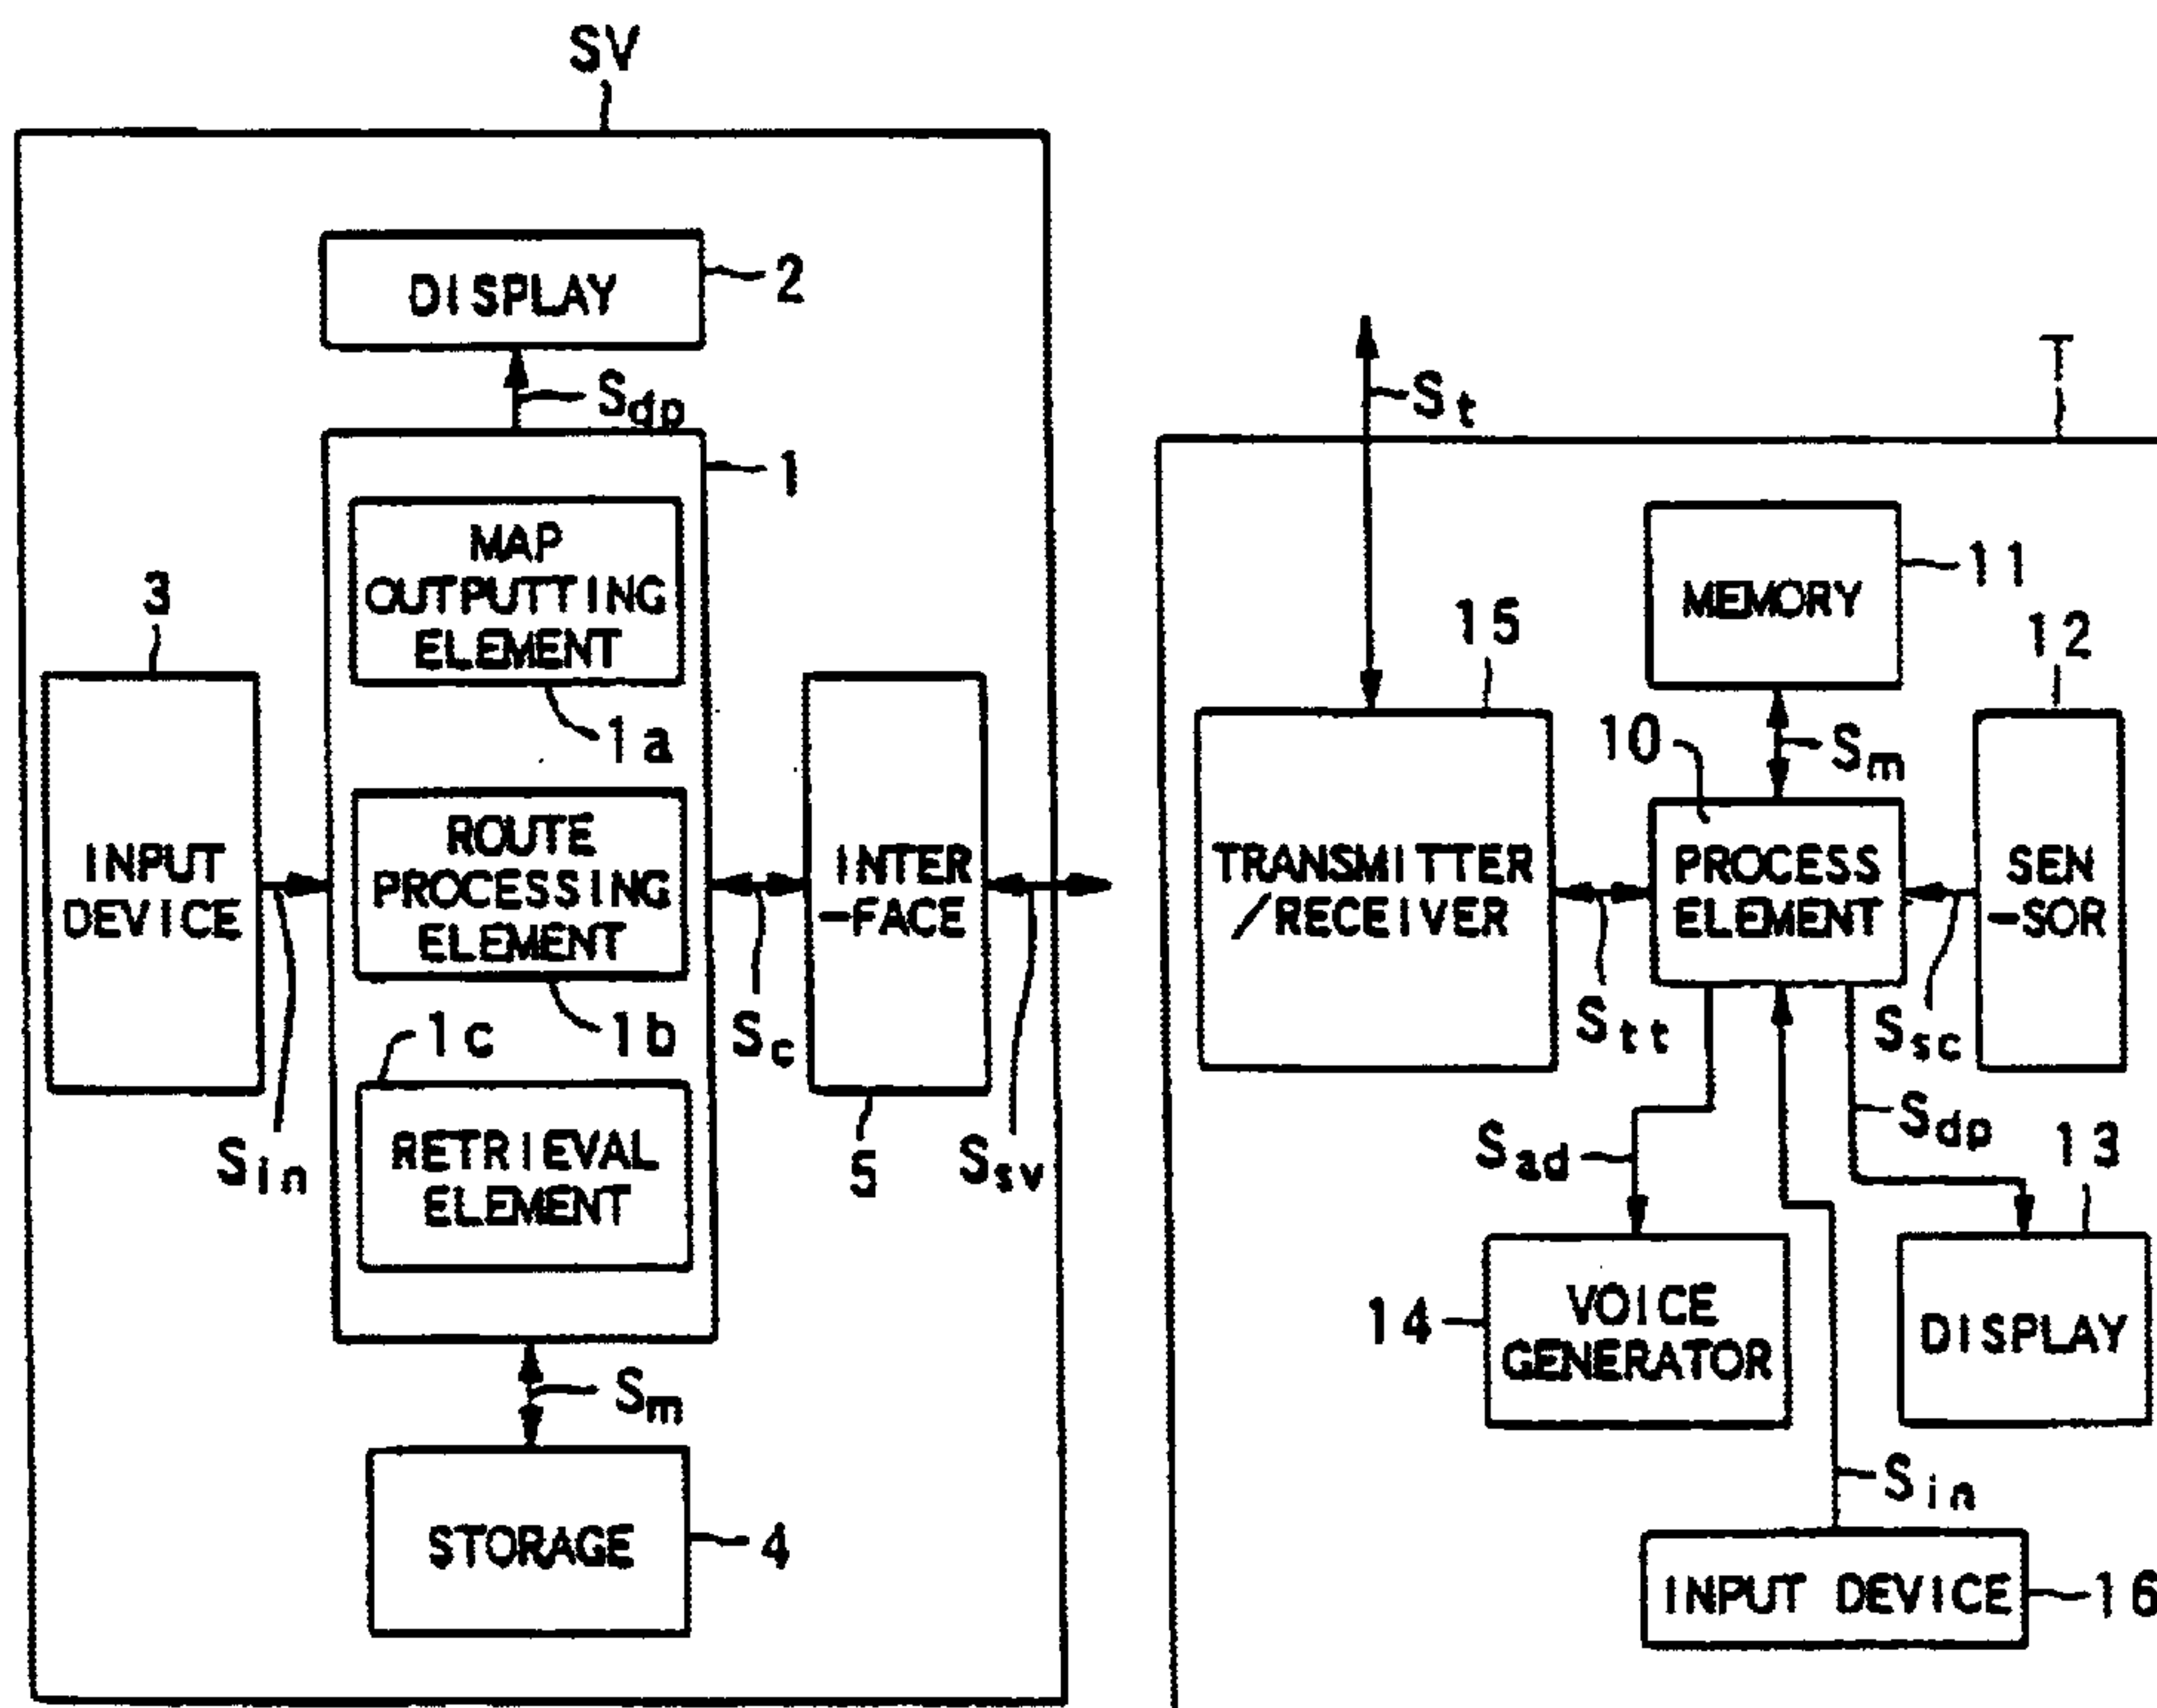 SV
DISPLAY
2
Sdp
1
MAP
OUTPUTTING
ELEMENT
1a
3
INPUT
DEVICE
Sin
ROUTE
PROCESSING
ELEMENT
1b
1c
RETRIEVAL
ELEMENT
Sc
INTER
-FACE
5
Ssv
Sm
STORAGE
4
St
T
MEMORY
11
15
12
10
Sm
TRANSMITTER
/RECEIVER
PROCESS
ELEMENT
SEN
-SOR
Stt
Ssc
Sad
Sdp
13
14
VOICE
GENERATOR
DISPLAY
Sin
INPUT DEVICE
16